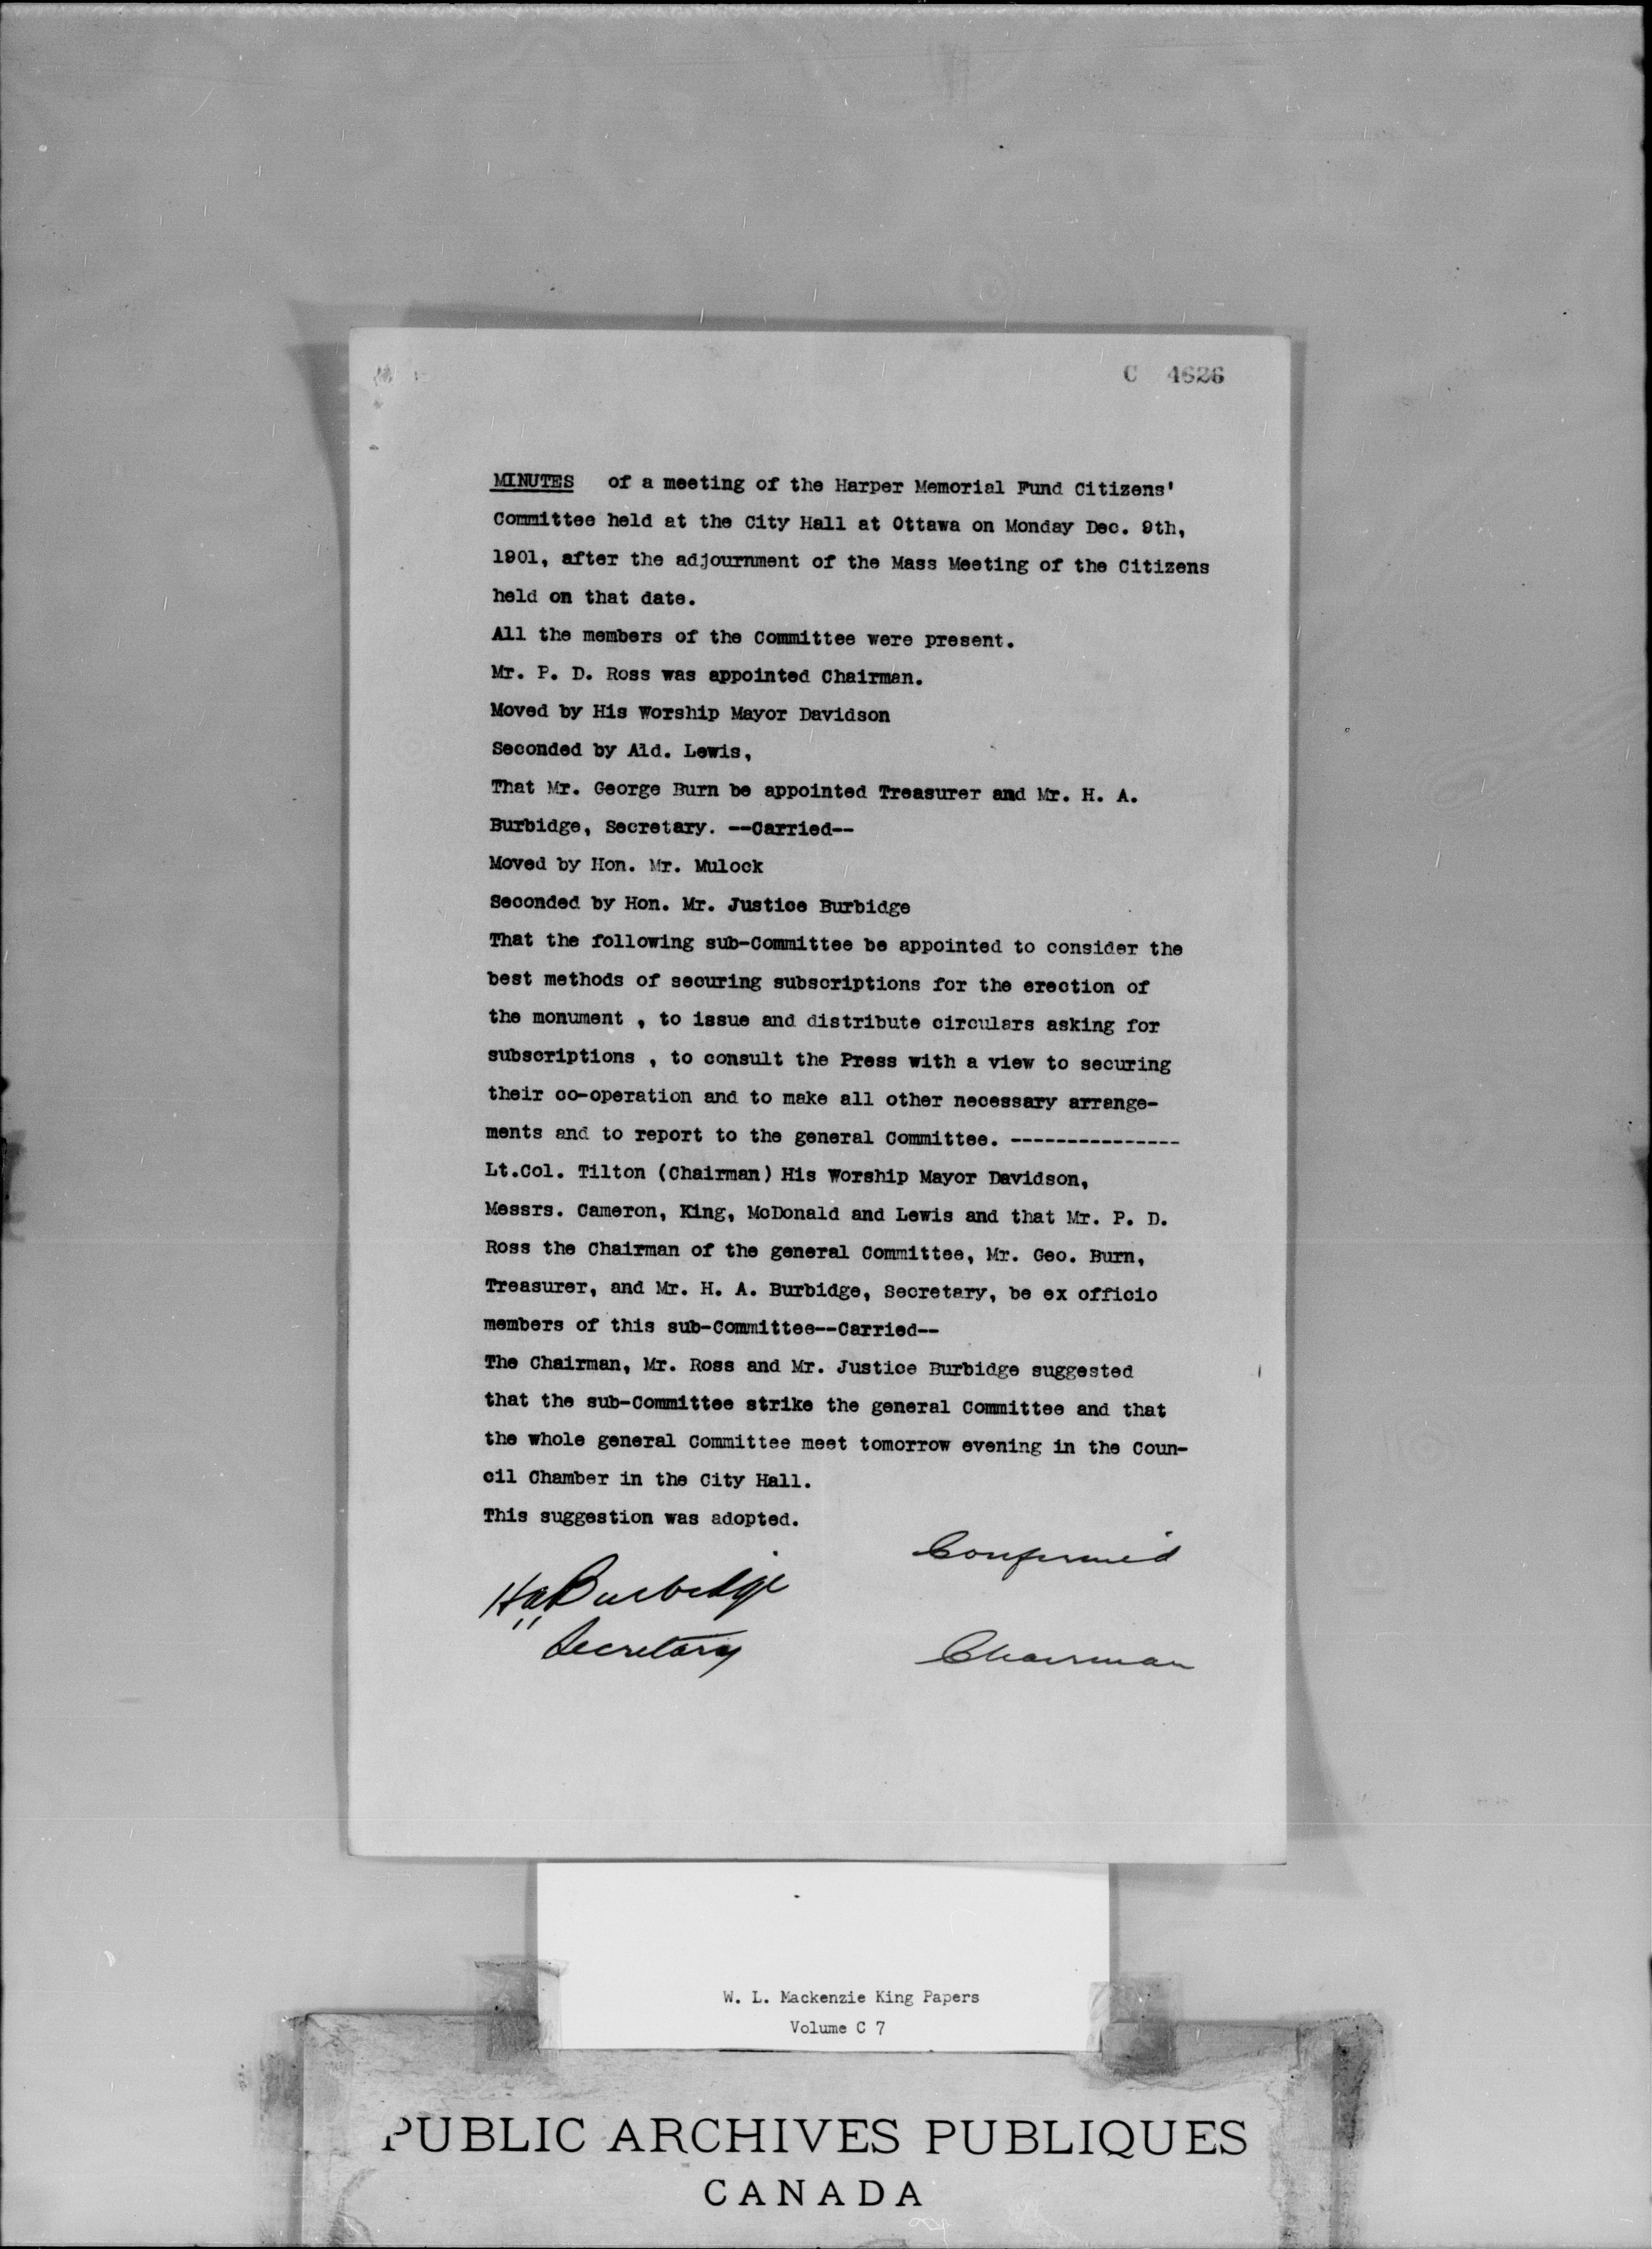 C 4626
MINUTES of a meeting of the Harper Memorial Fund Citizens'
Committee held at the City Hall at Ottawa on Monday Dec. 9th,
1901, after the adjournment of the Mass Meeting of the Citizens
held on that date.
All the members of the Committee were present.
Mr. P. D. Ross was appointed Chairman.
Moved by His Worship Mayor Davidson
Seconded by Ald. Lewis,
That Mr. George Burn be appointed Treasurer and Mr. H. A.
Burbidge, Secretary. --Carried--
Moved by Hon. Mr. Mulock
Seconded by Hon. Mr. Justice Burbidge
That the following sub-Committee be appointed to consider the
best methods of securing subscriptions for the erection of
the monument , to issue and distribute circulars asking for
subscriptions , to consult the Press with a view to securing
their co-operation and to make all other necessary arrange-
ments and to report to the general Committee. ---------------
Lt.Col. Tilton (Chairman) His Worship Mayor Davidson,
Messrs. Cameron, King, McDonald and Lewis and that Mr. P. D.
Ross the Chairman of the general Committee, Mr. Geo. Burn,
Treasurer, and Mr. H. A. Burbidge, Secretary, be ex officio
members of this sub-Committee--Carried--
The Chairman, Mr. Ross and Mr. Justice Burbidge suggested
that the sub-Committee strike the general Committee and that
the whole general Committee meet tomorrow evening in the Coun-
cil Chamber in the City Hall.
This suggestion was adopted.
Confirmed
HaBurbidge
Secretary
Chairman
W. L. Mackenzie King Papers
Volume C 7
PUBLIC ARCHIVES PUBLIQUES
CANADA